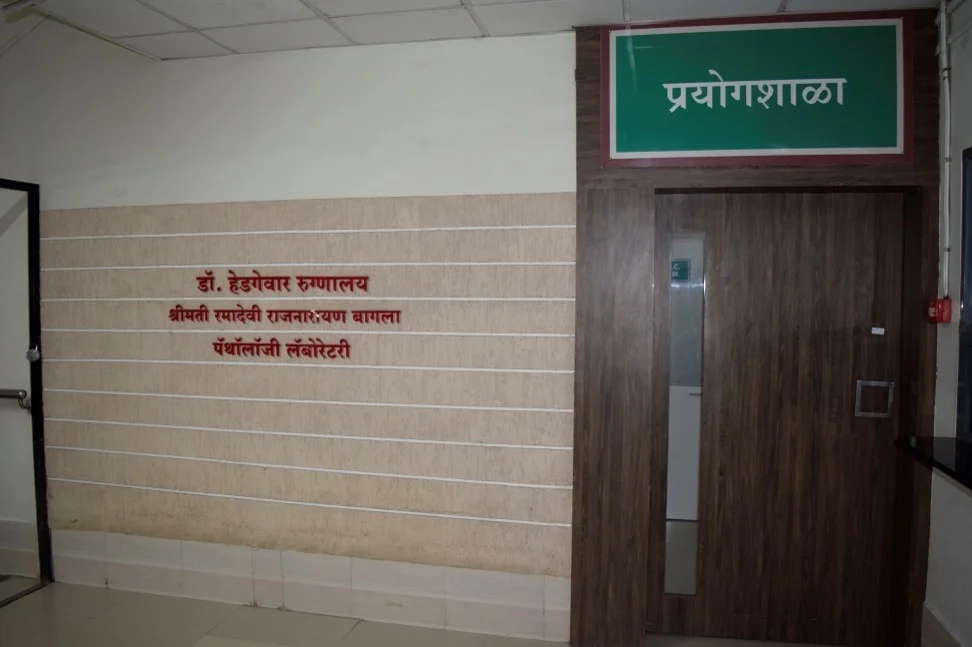 प्रयोगशाळा
डॉ. हेडगेवार रुग्णालय
श्रीमती रमादेवी राजनारायण बागला
पॅथॉलॉजी लॅबोरेटरी